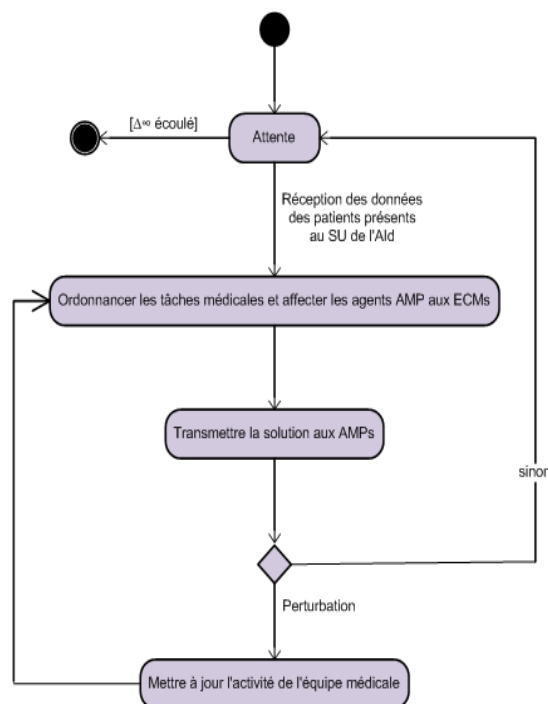 [Δ∞ écoulé]
Attente
Réception des données
des patients présents
au SU de l'AId
Ordonnancer les tâches médicales et affecter les agents AMP aux ECMs
Transmettre la solution aux AMPs
sinon
Perturbation
Mettre à jour l'activité de l'équipe médicale